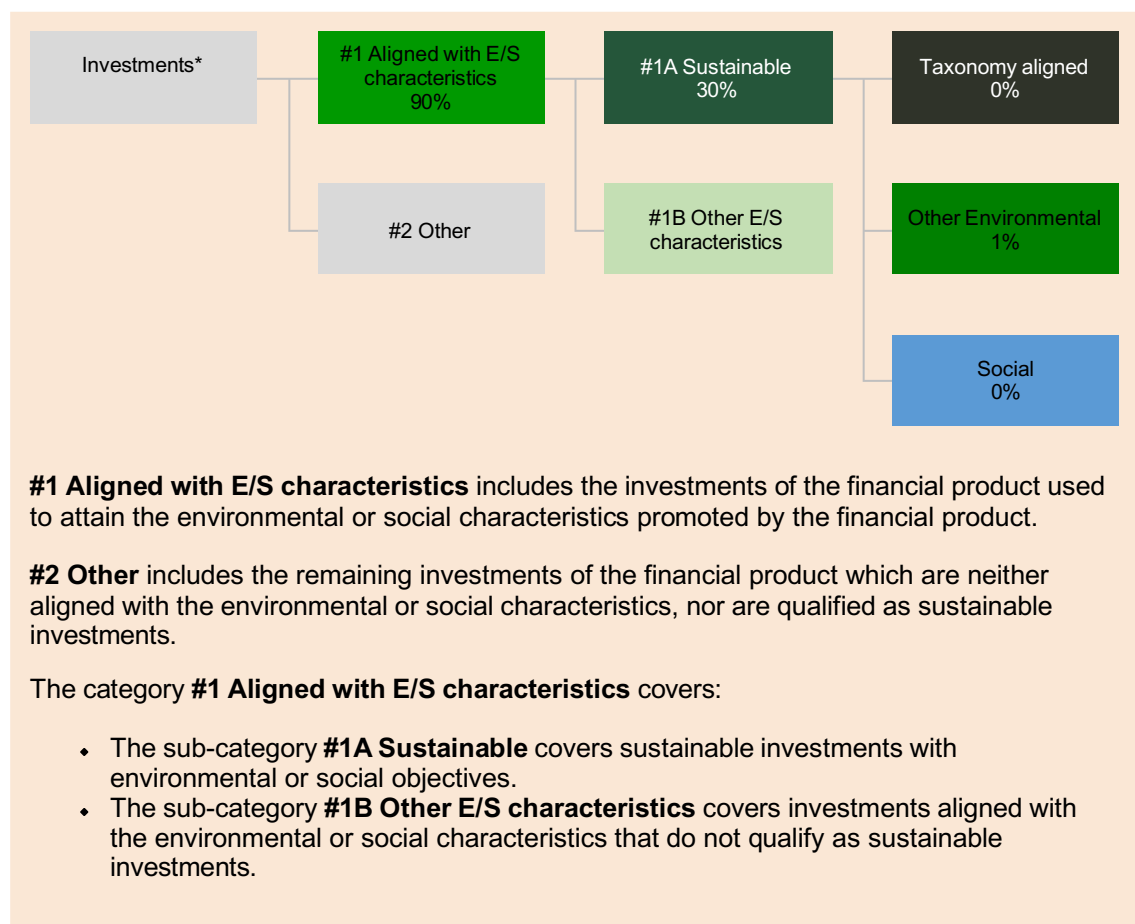 Investments*
#1 Aligned with E/S
characteristics
90%
#1A Sustainable
30%
Taxonomy aligned
0%
#2 Other
#1B Other E/S
characteristics
Other Environmental
1%
Social
0%
#1 Aligned with E/S characteristics includes the investments of the financial product used
to attain the environmental or social characteristics promoted by the financial product.
#2 Other includes the remaining investments of the financial product which are neither
aligned with the environmental or social characteristics, nor are qualified as sustainable
investments.
The category #1 Aligned with E/S characteristics covers:
• The sub-category #1A Sustainable covers sustainable investments with
environmental or social objectives.
• The sub-category #1B Other E/S characteristics covers investments aligned with
the environmental or social characteristics that do not qualify as sustainable
investments.